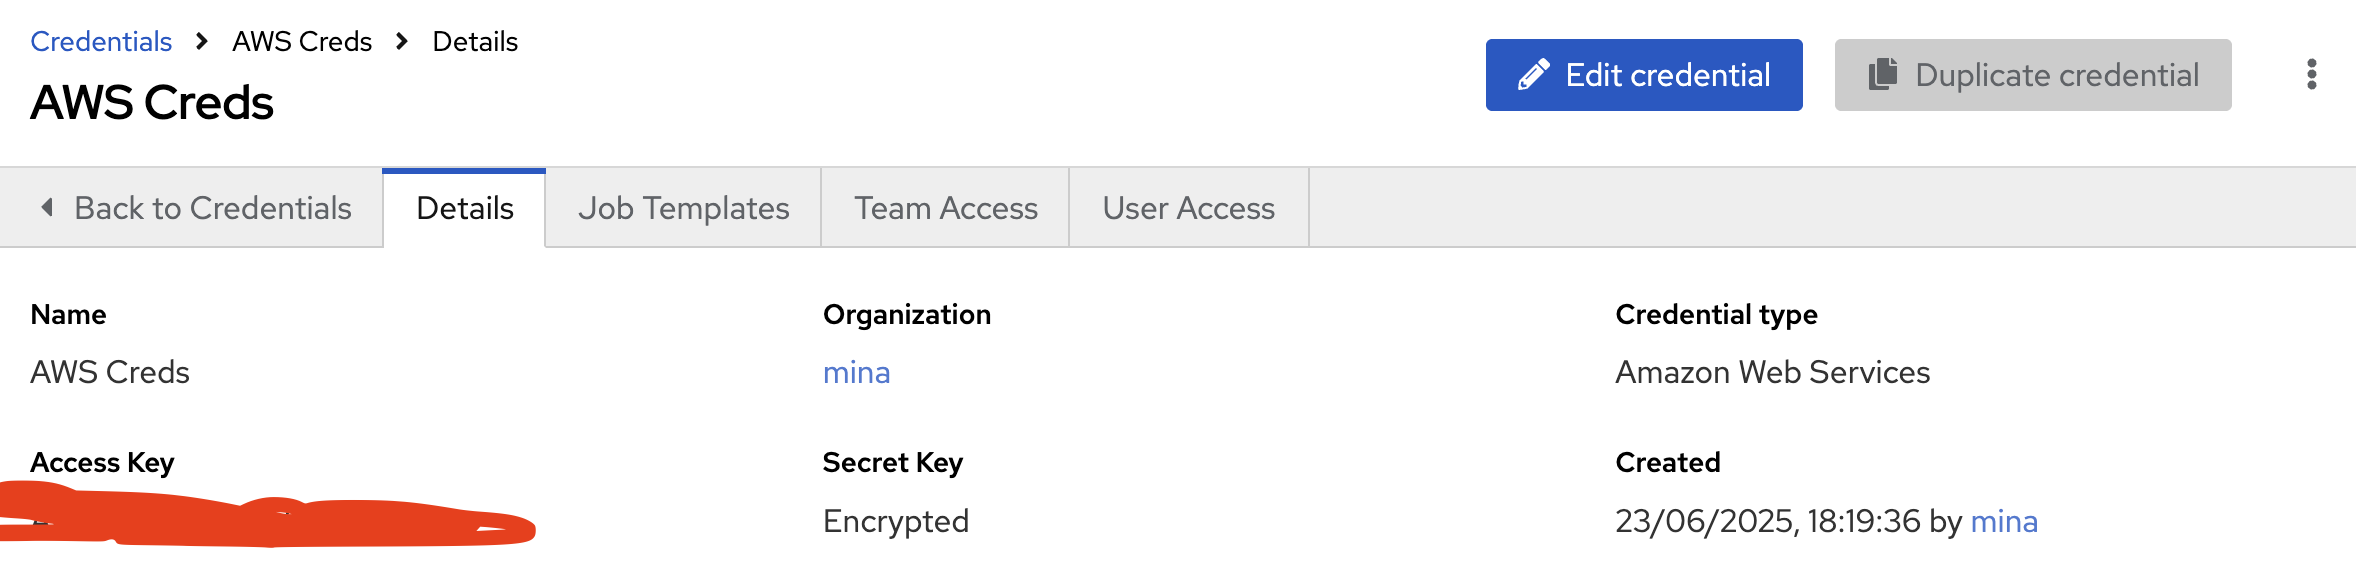 Credentials > AWS Creds > Details
AWS Creds
Edit credential
Duplicate credential
Back to Credentials
Details
Job Templates
Team Access
User Access
Name
AWS Creds
Organization
mina
Credential type
Amazon Web Services
Access Key
Secret Key
Encrypted
Created
23/06/2025, 18:19:36 by mina